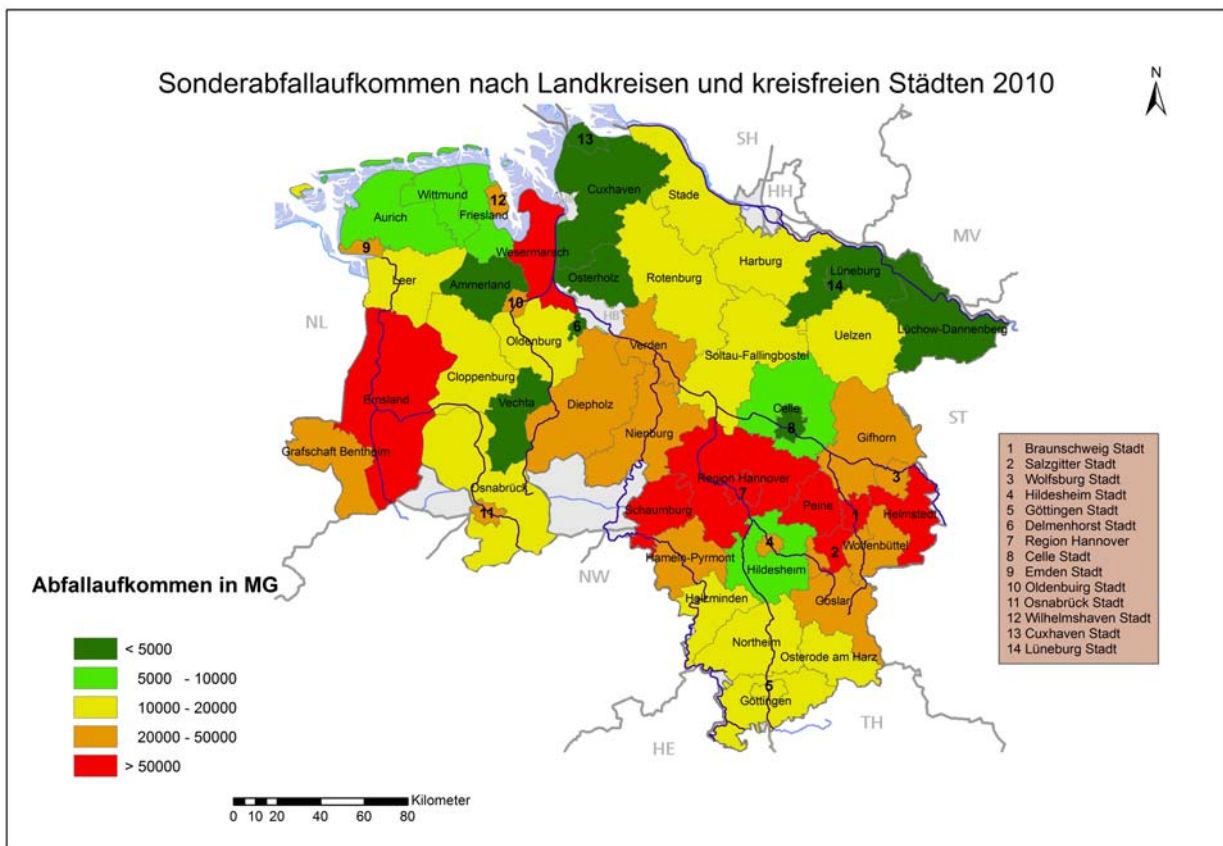 Sonderabfallaufkommen nach Landkreisen und kreisfreien Städten 2010
N
SH
HH
MV
13
Cuxhaven
Stade
Wittmund
12
Aurich
Friesland
9
Wesermarsch
Harburg
Lüneburg
14
Leer
Ammerland
Osterholz
Rotenburg
10
HB
6
NL
Oldenburg
Verden
Uelzen
Lüchow-Dannenberg
Soltau-Fallingbostel
Cloppenburg
Emsland
Vechta
Diepholz
Celle
8
ST
Nienburg
Gifhorn
Grafschaft Bentheim
Region Hannover
7
3
Osnabrück
11
Schaumburg
Peine
1
Helmstedt
4
2
Wolfenbüttel
Hameln-Pyrmont
NW
Hildesheim
Holzminden
Goslar
Northeim
Osterode am Harz
5
Göttingen
HE
TH
1 Braunschweig Stadt
2 Salzgitter Stadt
3 Wolfsburg Stadt
4 Hildesheim Stadt
5 Göttingen Stadt
6 Delmenhorst Stadt
7 Region Hannover
8 Celle Stadt
9 Emden Stadt
10 Oldenbuirg Stadt
11 Osnabrück Stadt
12 Wilhelmshaven Stadt
13 Cuxhaven Stadt
14 Lüneburg Stadt
Abfallaufkommen in MG
< 5000
5000 - 10000
10000 - 20000
20000 - 50000
> 50000
Kilometer
0 10 20 40 60 80